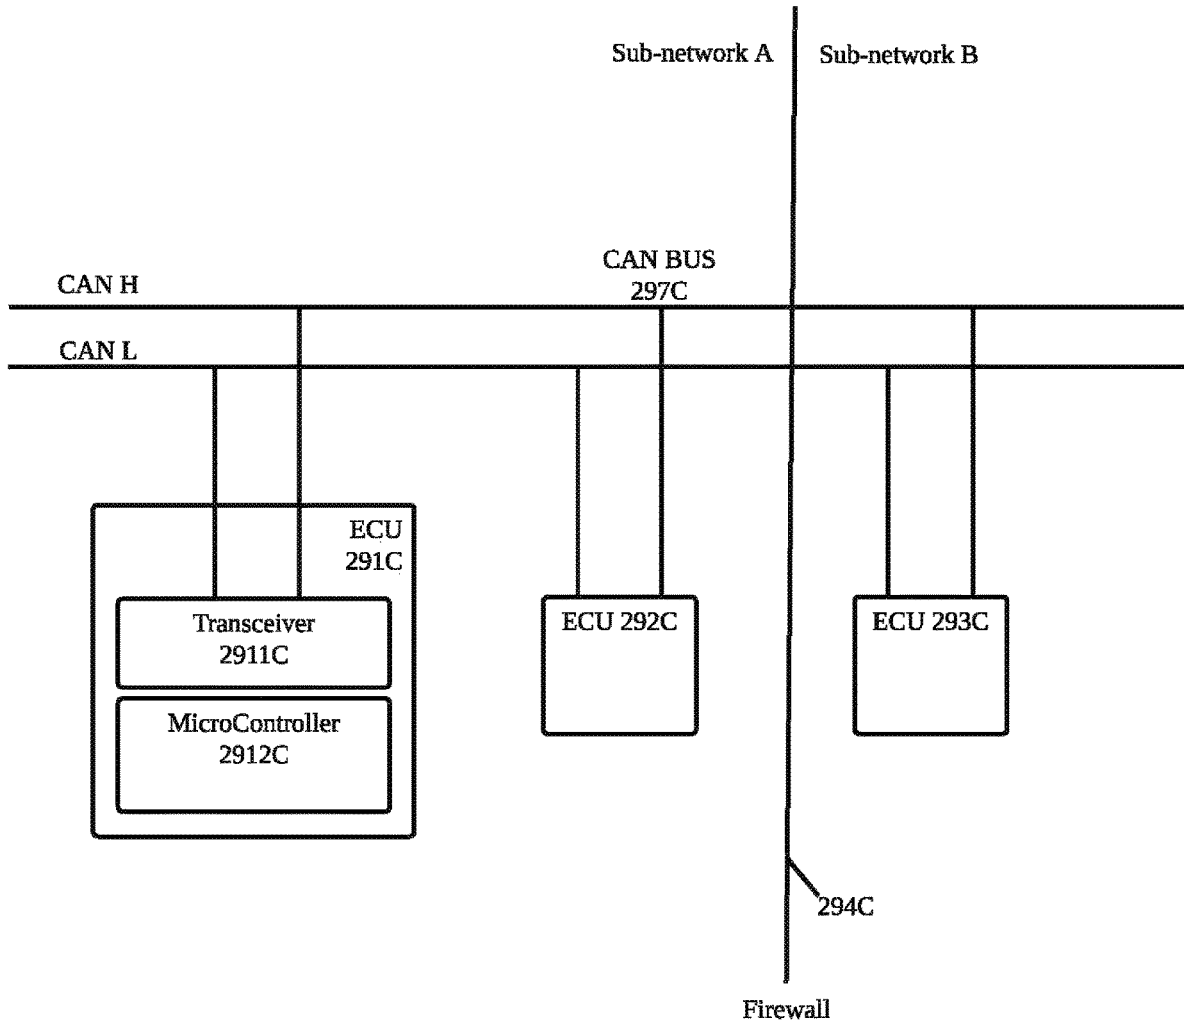 Sub-network A
Sub-network B
CAN BUS
297C
CAN H
CAN L
ECU
291C
Transceiver
2911C
MicroController
2912C
ECU 292C
ECU 293C
294C
Firewall